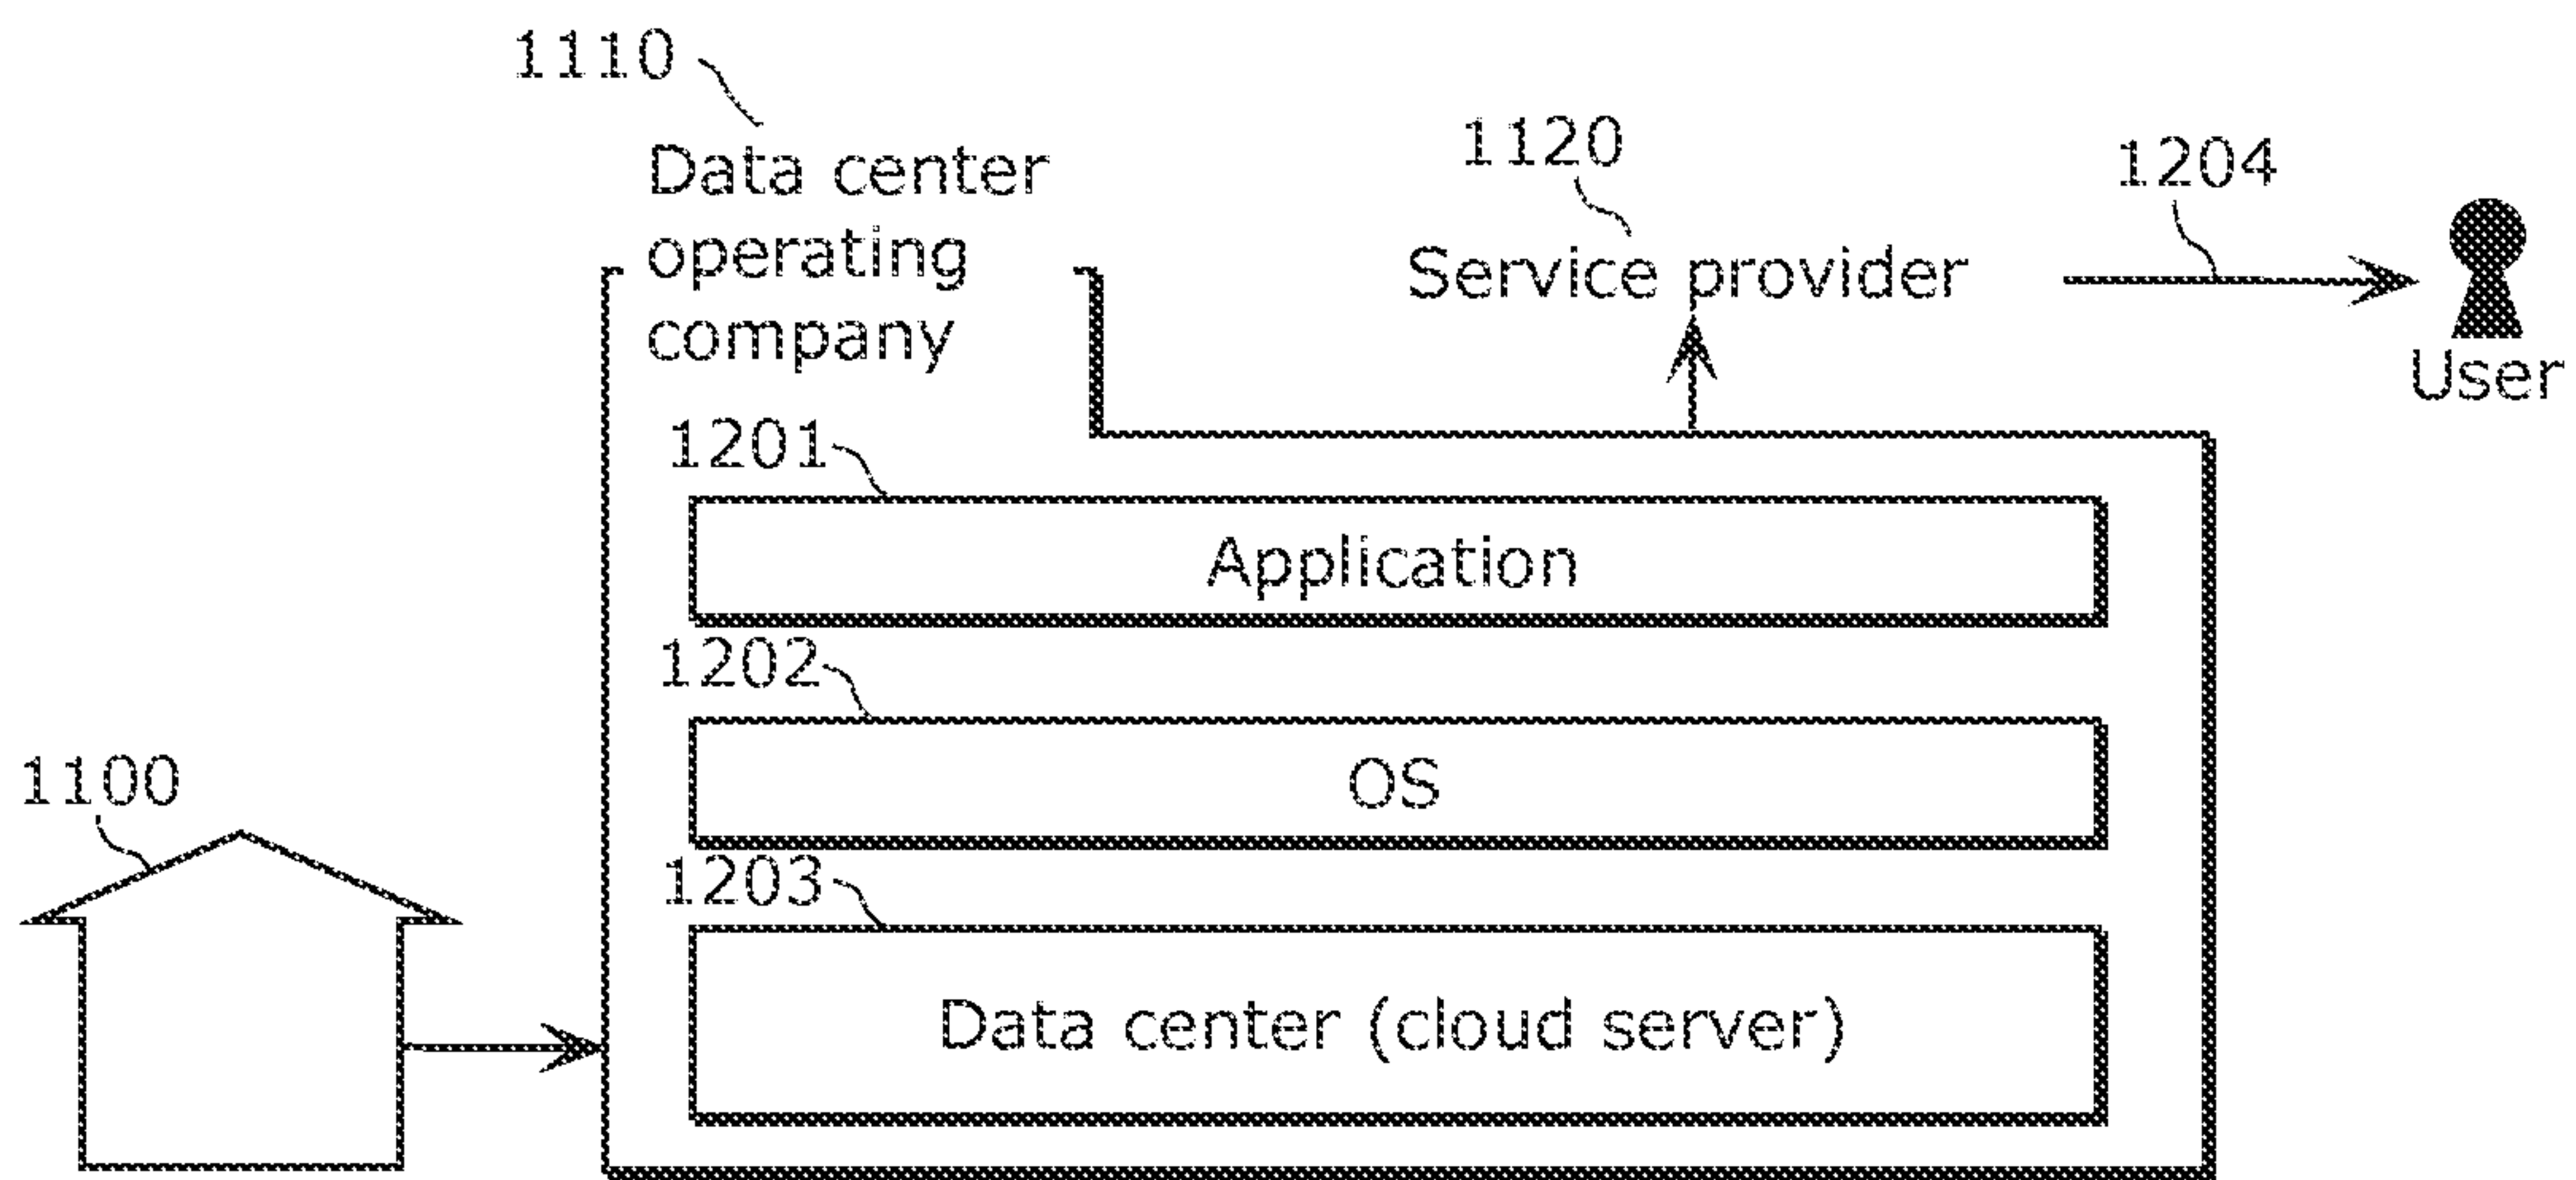 1110
Data center
operating
company
1120
Service provider
1204
User
1201
Application
1202
OS
1100
1203
Data center (cloud server)